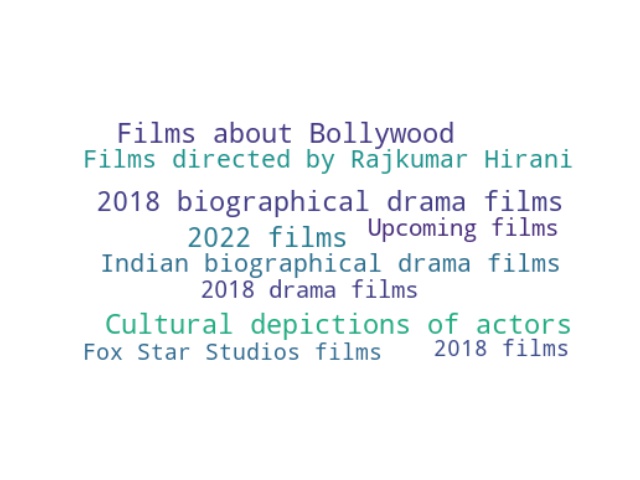 Films about Bollywood
Films directed by Rajkumar Hirani
2018 biographical drama films
Upcoming films
2022 films
Indian biographical drama films
2018 drama films
Cultural depictions of actors
Fox Star Studios films
2018 films